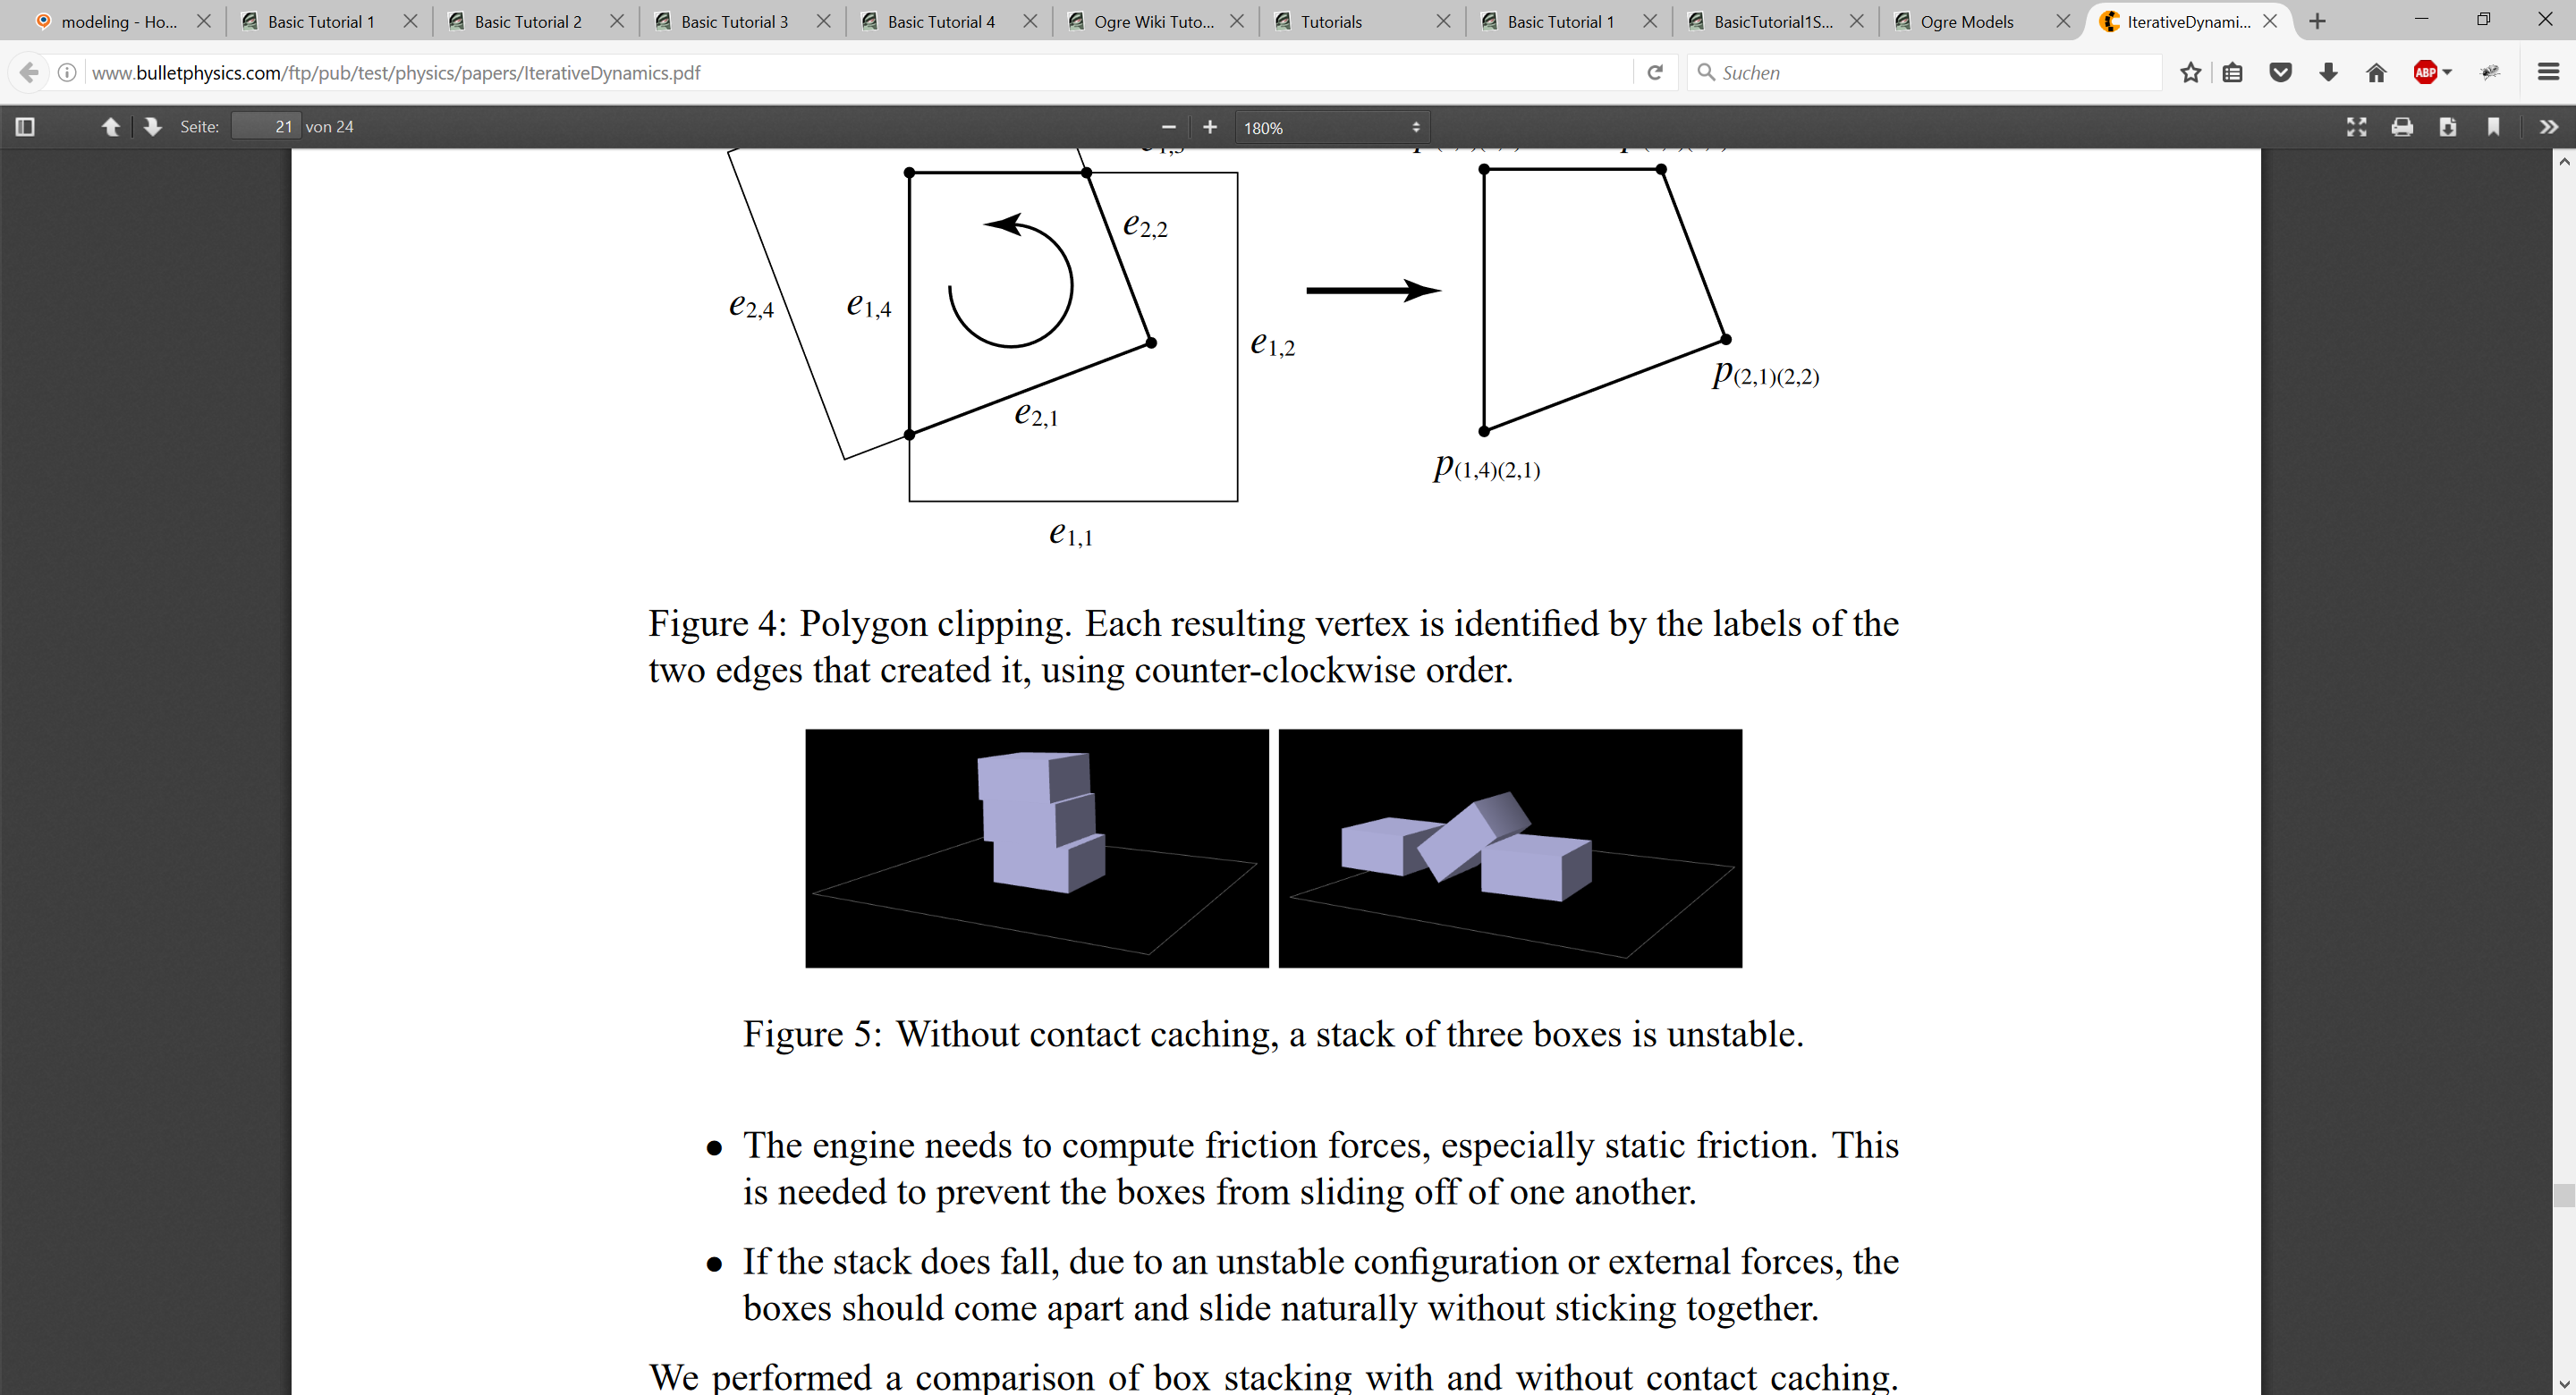 modeling - Ho...
Basic Tutorial 1
Basic Tutorial 2
Basic Tutorial 3
Basic Tutorial 4
Ogre Wiki Tuto...
Tutorials
Basic Tutorial 1
BasicTutorial1S...
Ogre Models
IterativeDynami...
www.bulletphysics.com/ftp/pub/test/physics/papers/IterativeDynamics.pdf
Suchen
ABP
Seite: 21 von 24
180%
e2,2
e2,4
e1,4
e1,2
p(2,1)(2,2)
e2,1
p(1,4)(2,1)
e1,1
Figure 4: Polygon clipping. Each resulting vertex is identified by the labels of the
two edges that created it, using counter-clockwise order.
Figure 5: Without contact caching, a stack of three boxes is unstable.
• The engine needs to compute friction forces, especially static friction. This
is needed to prevent the boxes from sliding off of one another.
• If the stack does fall, due to an unstable configuration or external forces, the
boxes should come apart and slide naturally without sticking together.
We performed a comparison of box stacking with and without contact caching.